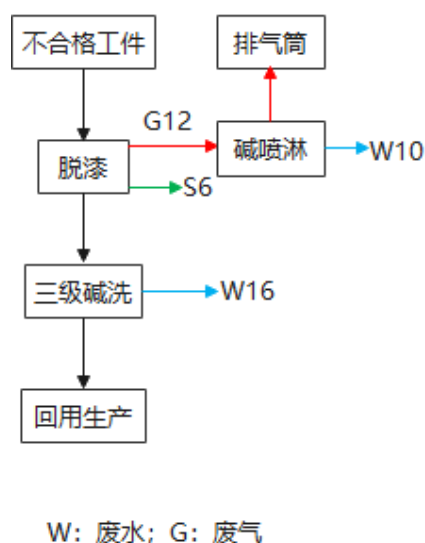 不合格工件
排气筒
G12
碱喷淋
W10
脱漆
S6
三级碱洗
W16
回用生产
W：废水；G：废气